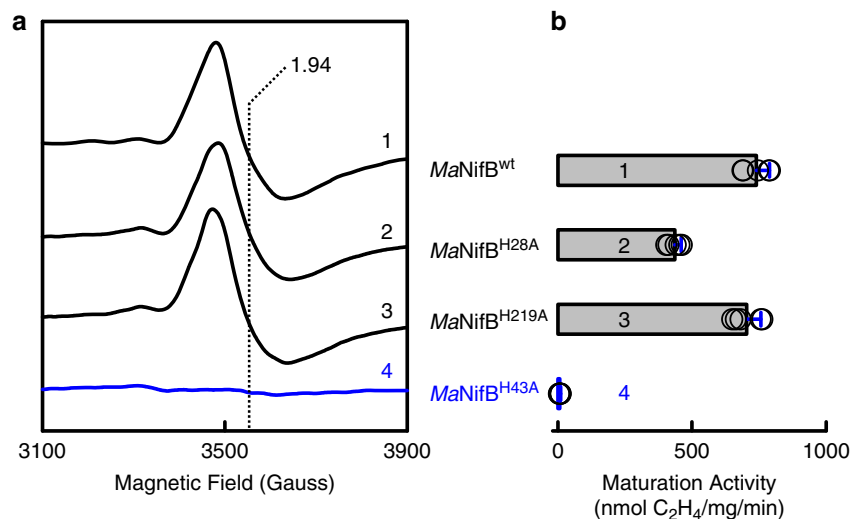 a
b
1.94
1
2
3
4
3100
3500
3900
Magnetic Field (Gauss)
MaNifBwt
MaNifBH28A
MaNifBH219A
MaNifBH43A
1
2
3
4
0
500
1000
Maturation Activity
(nmol C2H4/mg/min)